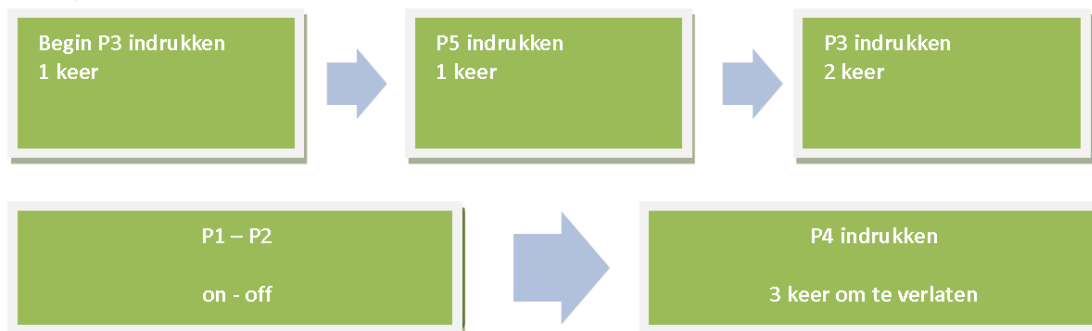 Begin P3 indrukken
1 keer
P5 indrukken
1 keer
P3 indrukken
2 keer
P1 – P2
on - off
P4 indrukken
3 keer om te verlaten